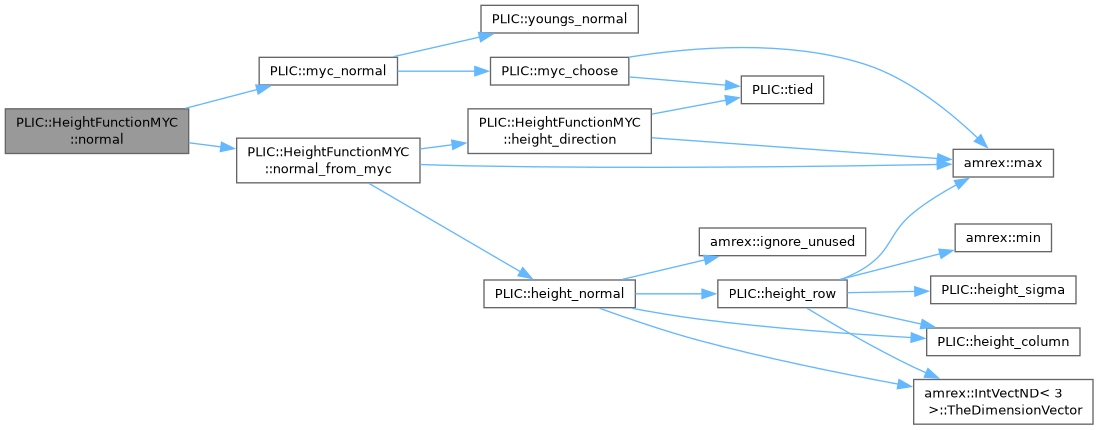 PLIC::youngs_normal
PLIC::myc_normal
PLIC::myc_choose
PLIC::tied
PLIC::HeightFunctionMYC
::normal
PLIC::HeightFunctionMYC
::height_direction
PLIC::HeightFunctionMYC
::normal_from_myc
amrex::max
amrex::ignore_unused
amrex::min
PLIC::height_normal
PLIC::height_row
PLIC::height_sigma
PLIC::height_column
amrex::IntVectND< 3
>::TheDimensionVector